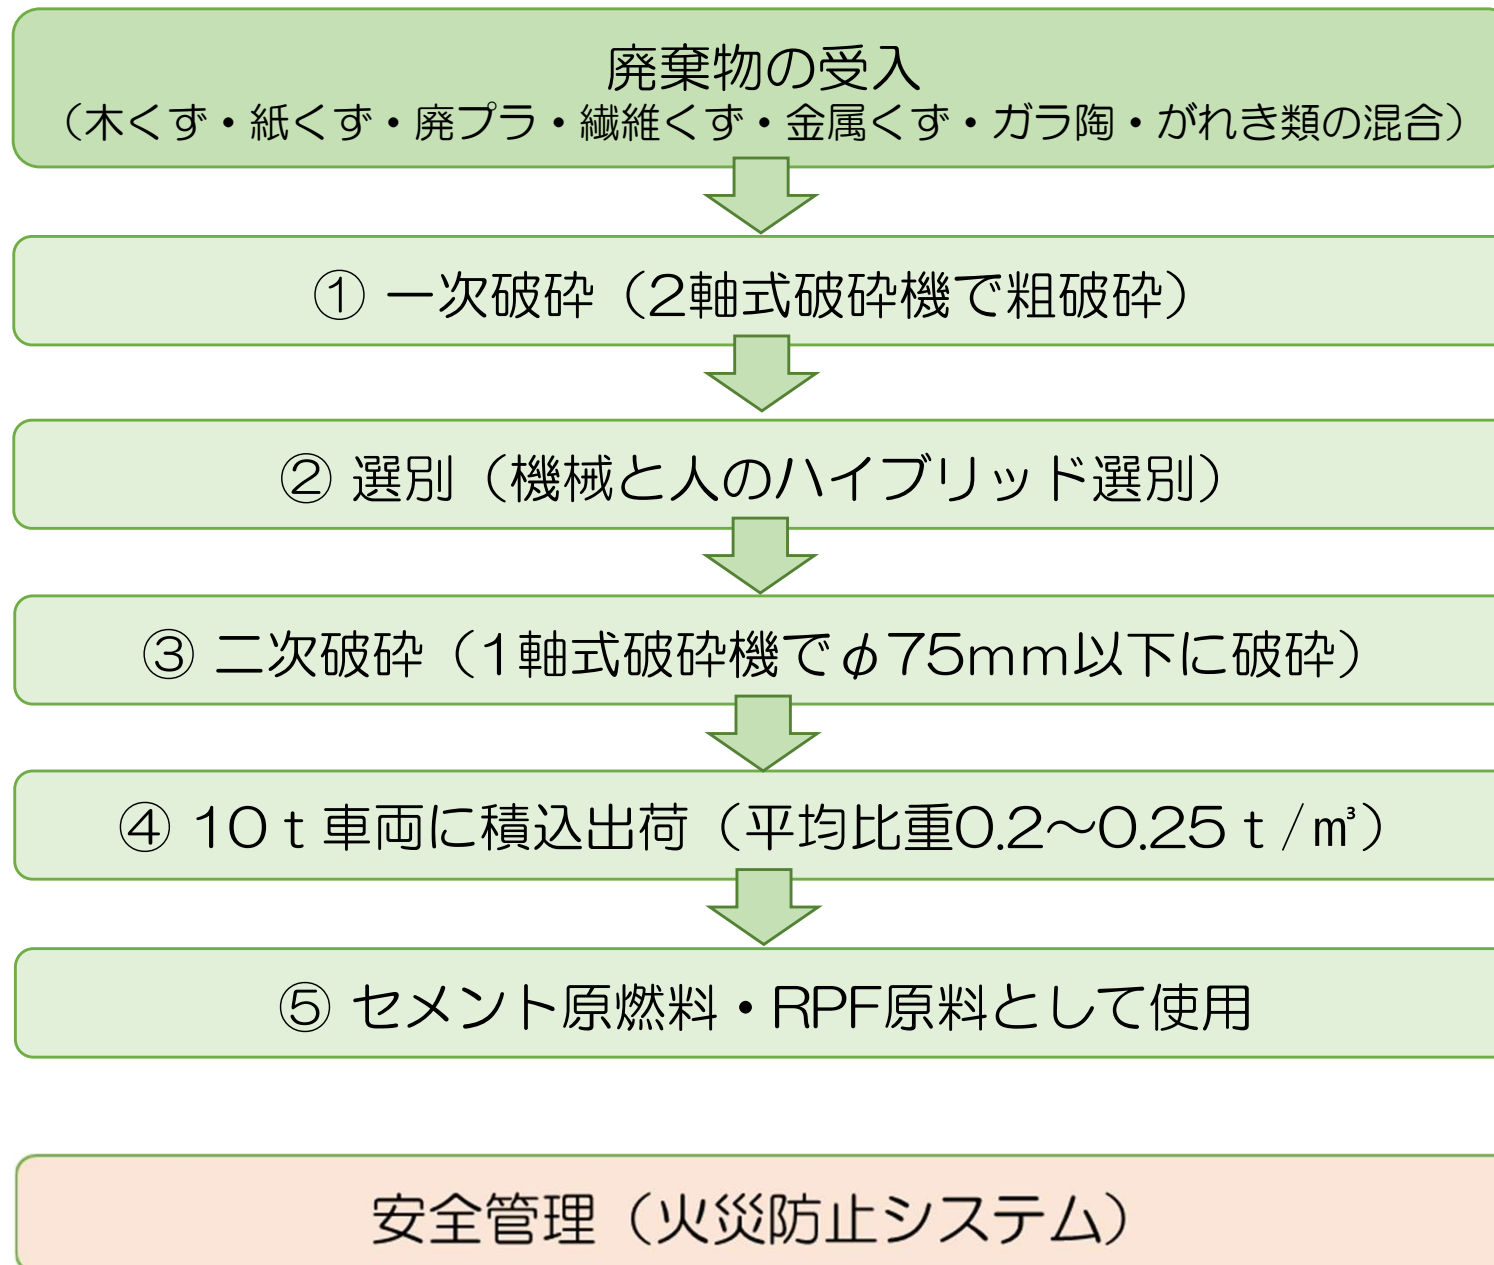 廃棄物の受入
（木くず・紙くず・廃プラ・繊維くず・金属くず・ガラ陶・がれき類の混合）
① 一次破砕（2軸式破砕機で粗破砕）
② 選別（機械と人のハイブリッド選別）
③ 二次破砕（1軸式破砕機でφ75mm以下に破砕）
④ 10ｔ車両に積込出荷（平均比重0.2～0.25ｔ/㎥）
⑤ セメント原燃料・RPF原料として使用
安全管理（火災防止システム）